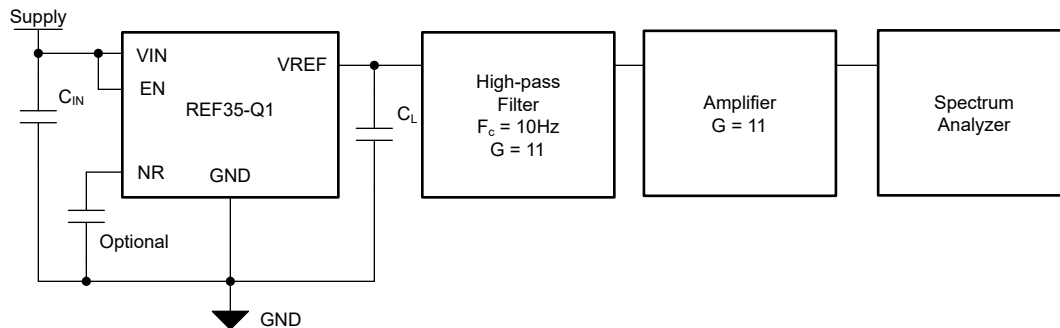 Supply
VIN
EN
C_IN
REF35-Q1
VREF
NR
GND
Optional
C_L
High-pass
Filter
F_c = 10Hz
G = 11
Amplifier
G = 11
Spectrum
Analyzer
GND